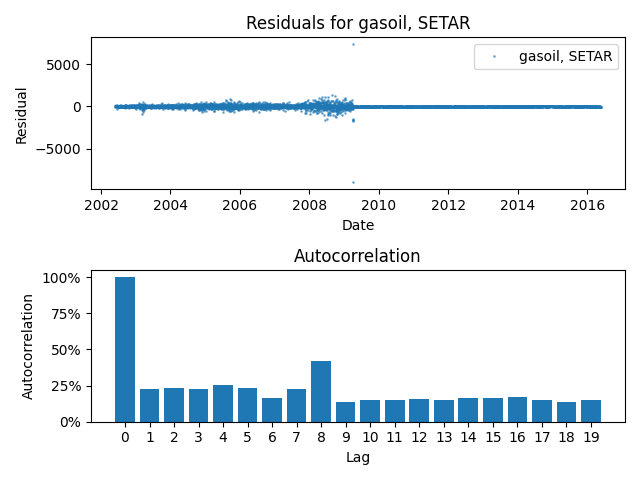 Residuals for gasoil, SETAR
gasoil, SETAR
5000
0
−5000
Residual
2002 2004 2006 2008 2010 2012 2014 2016
Date
Autocorrelation
100%
75%
50%
25%
0%
Autocorrelation
0 1 2 3 4 5 6 7 8 9 10 11 12 13 14 15 16 17 18 19
Lag